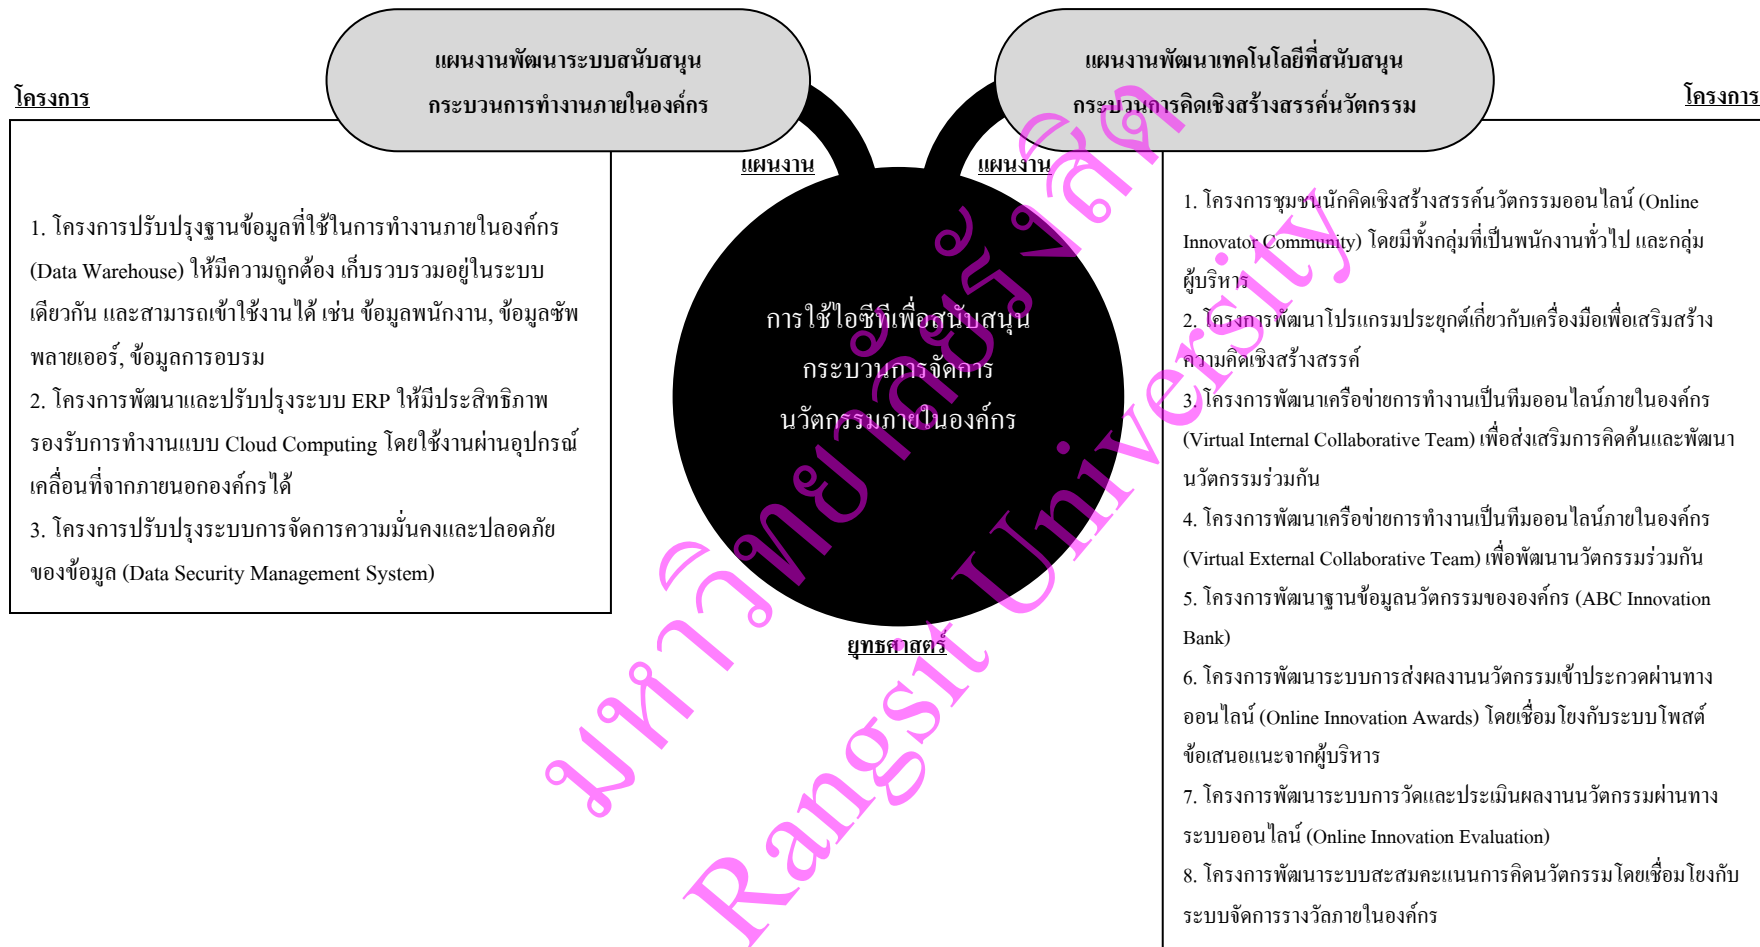 แผนงานพัฒนาระบบสนับสนุน
กระบวนการทำงานภายในองค์กร
แผนงานพัฒนาเทคโนโลยีที่สนับสนุน
กระบวนการคิดเชิงสร้างสรรค์นวัตกรรม
โครงการ
โครงการ
แผนงาน
แผนงาน
1. โครงการปรับปรุงฐานข้อมูลที่ใช้ในการทำงานภายในองค์กร
(Data Warehouse) ให้มีความถูกต้อง เก็บรวบรวมอยู่ในระบบ
เดียวกัน และสามารถเข้าใช้งานได้ เช่น ข้อมูลพนักงาน, ข้อมูลซัพ
พลายเออร์, ข้อมูลการอบรม
2. โครงการพัฒนาและปรับปรุงระบบ ERP ให้มีประสิทธิภาพ
รองรับการทำงานแบบ Cloud Computing โดยใช้งานผ่านอุปกรณ์
เคลื่อนที่จากภายนอกองค์กรได้
3. โครงการปรับปรุงระบบการจัดการความมั่นคงและปลอดภัย
ของข้อมูล (Data Security Management System)
การใช้ไอซีทีเพื่อสนับสนุน
กระบวนการจัดการ
นวัตกรรมภายในองค์กร
ยุทธศาสตร์
1. โครงการชุมชนนักคิดเชิงสร้างสรรค์นวัตกรรมออนไลน์ (Online
Innovator Community) โดยมีทั้งกลุ่มที่เป็นพนักงานทั่วไป และกลุ่ม
ผู้บริหาร
2. โครงการพัฒนาโปรแกรมประยุกต์เกี่ยวกับเครื่องมือเพื่อเสริมสร้าง
ความคิดเชิงสร้างสรรค์
3. โครงการพัฒนาเครือข่ายการทำงานเป็นทีมออนไลน์ภายในองค์กร
(Virtual Internal Collaborative Team) เพื่อส่งเสริมการคิดค้นและพัฒนา
นวัตกรรมร่วมกัน
4. โครงการพัฒนาเครือข่ายการทำงานเป็นทีมออนไลน์ภายในองค์กร
(Virtual External Collaborative Team) เพื่อพัฒนานวัตกรรมร่วมกัน
5. โครงการพัฒนาฐานข้อมูลนวัตกรรมขององค์กร (ABC Innovation
Bank)
6. โครงการพัฒนาระบบการส่งผลงานนวัตกรรมเข้าประกวดผ่านทาง
ออนไลน์ (Online Innovation Awards) โดยเชื่อมโยงกับระบบโพสต์
ข้อเสนอแนะจากผู้บริหาร
7. โครงการพัฒนาระบบการวัดและประเมินผลงานนวัตกรรมผ่านทาง
ระบบออนไลน์ (Online Innovation Evaluation)
8. โครงการพัฒนาระบบสะสมคะแนนการคิดนวัตกรรมโดยเชื่อมโยงกับ
ระบบจัดการรางวัลภายในองค์กร
มหาวิทยาลัยรังสิต
Rangsit University